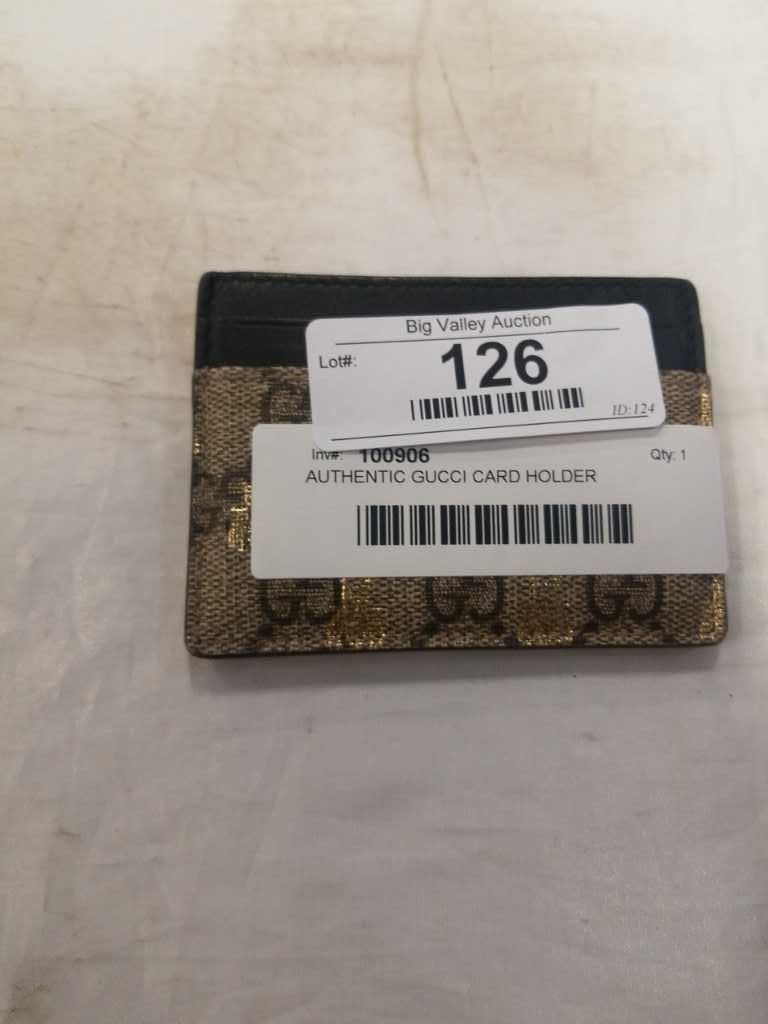 Big Valley Auction
Lot#:
126
ID:124
Inv#: 100906
Qty: 1
AUTHENTIC GUCCI CARD HOLDER